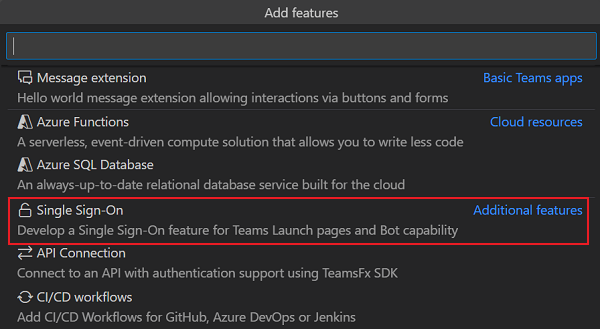 Add features
Message extension Basic Teams apps
Hello world message extension allowing interactions via buttons and forms
Azure Functions Cloud resources
A serverless, event-driven compute solution that allows you to write less code
Azure SQL Database
An always-up-to-date relational database service built for the cloud
Single Sign-On Additional features
Develop a Single Sign-On feature for Teams Launch pages and Bot capability
API Connection
Connect to an API with authentication support using TeamsFx SDK
CI/CD workflows
Add CI/CD Workflows for GitHub, Azure DevOps or Jenkins